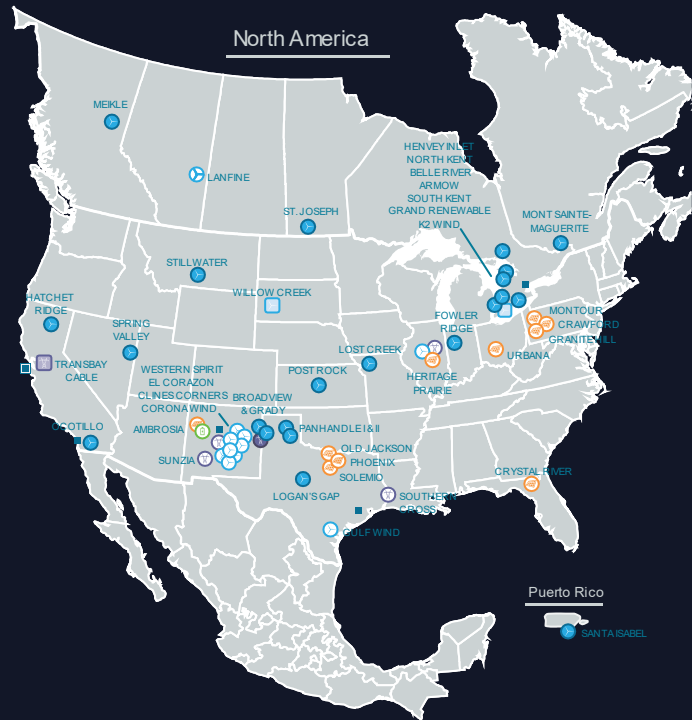 North America
MEIKLE
LANFINE
HENVEY INLET
NORTH KENT
BELLE RIVER
ARMOW
SOUTH KENT
GRAND RENEWABLE
K2 WIND
ST. JOSEPH
MONT SAINTE-
MAGUERITE
STILLWATER
WILLOW CREEK
HATCHET
RIDGE
SPRING
VALLEY
FOWLER
RIDGE
MONTOUR
CRAWFORD
GRANITE HILL
LOST CREEK
URBANA
TRANSBAY
CABLE
WESTERN SPIRIT
EL CORAZON
CLINES CORNERS
CORONA WIND
POST ROCK
HERITAGE
PRAIRIE
BROADVIEW
& GRADY
OCOTILLO
AMBROSIA
PANHANDLE I & II
SUNZIA
OLD JACKSON
PHOENIX
SOLEMIO
CRYSTAL RIVER
LOGAN'S GAP
SOUTHERN
CROSS
GULF WIND
Puerto Rico
SANTA ISABEL